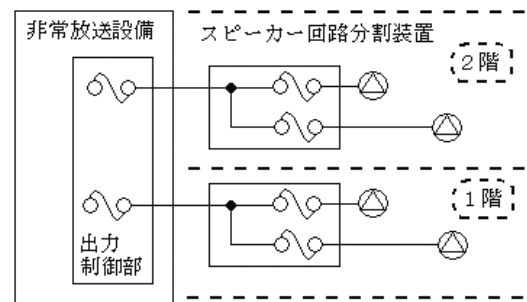 非常放送設備
スピーカー回路分割装置
2階
1階
出力
制御部